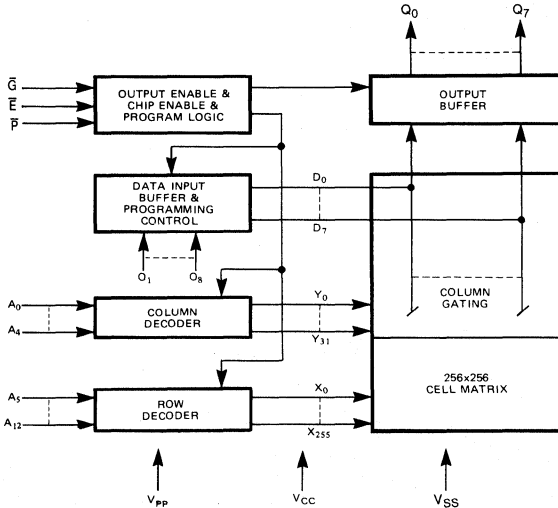 Q0 Q7
G̅
E̅
P̅
OUTPUT ENABLE &
CHIP ENABLE &
PROGRAM LOGIC
OUTPUT
BUFFER
DATA INPUT
BUFFER &
PROGRAMMING
CONTROL
D0
D7
O1 O8
A0
A4
COLUMN
DECODER
Y0
Y31
COLUMN
GATING
A5
A12
ROW
DECODER
X0
X255
256x256
CELL MATRIX
VPP VCC VSS